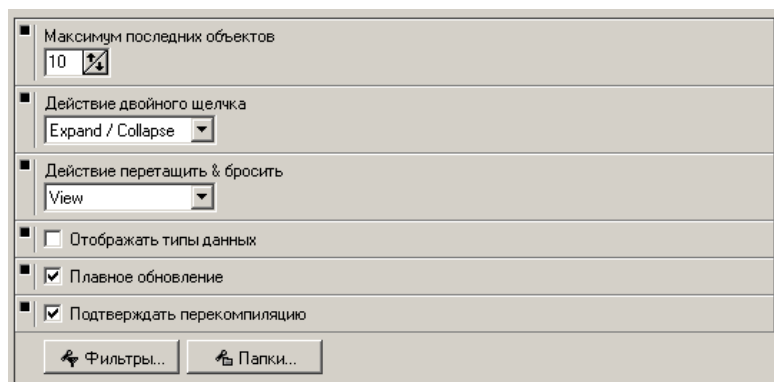 Максимум последних объектов
10
Действие двойного щелчка
Expand / Collapse
Действие перетащить & бросить
View
Отображать типы данных
Плавное обновление
Подтверждать перекомпиляцию
Фильтры... Папки...